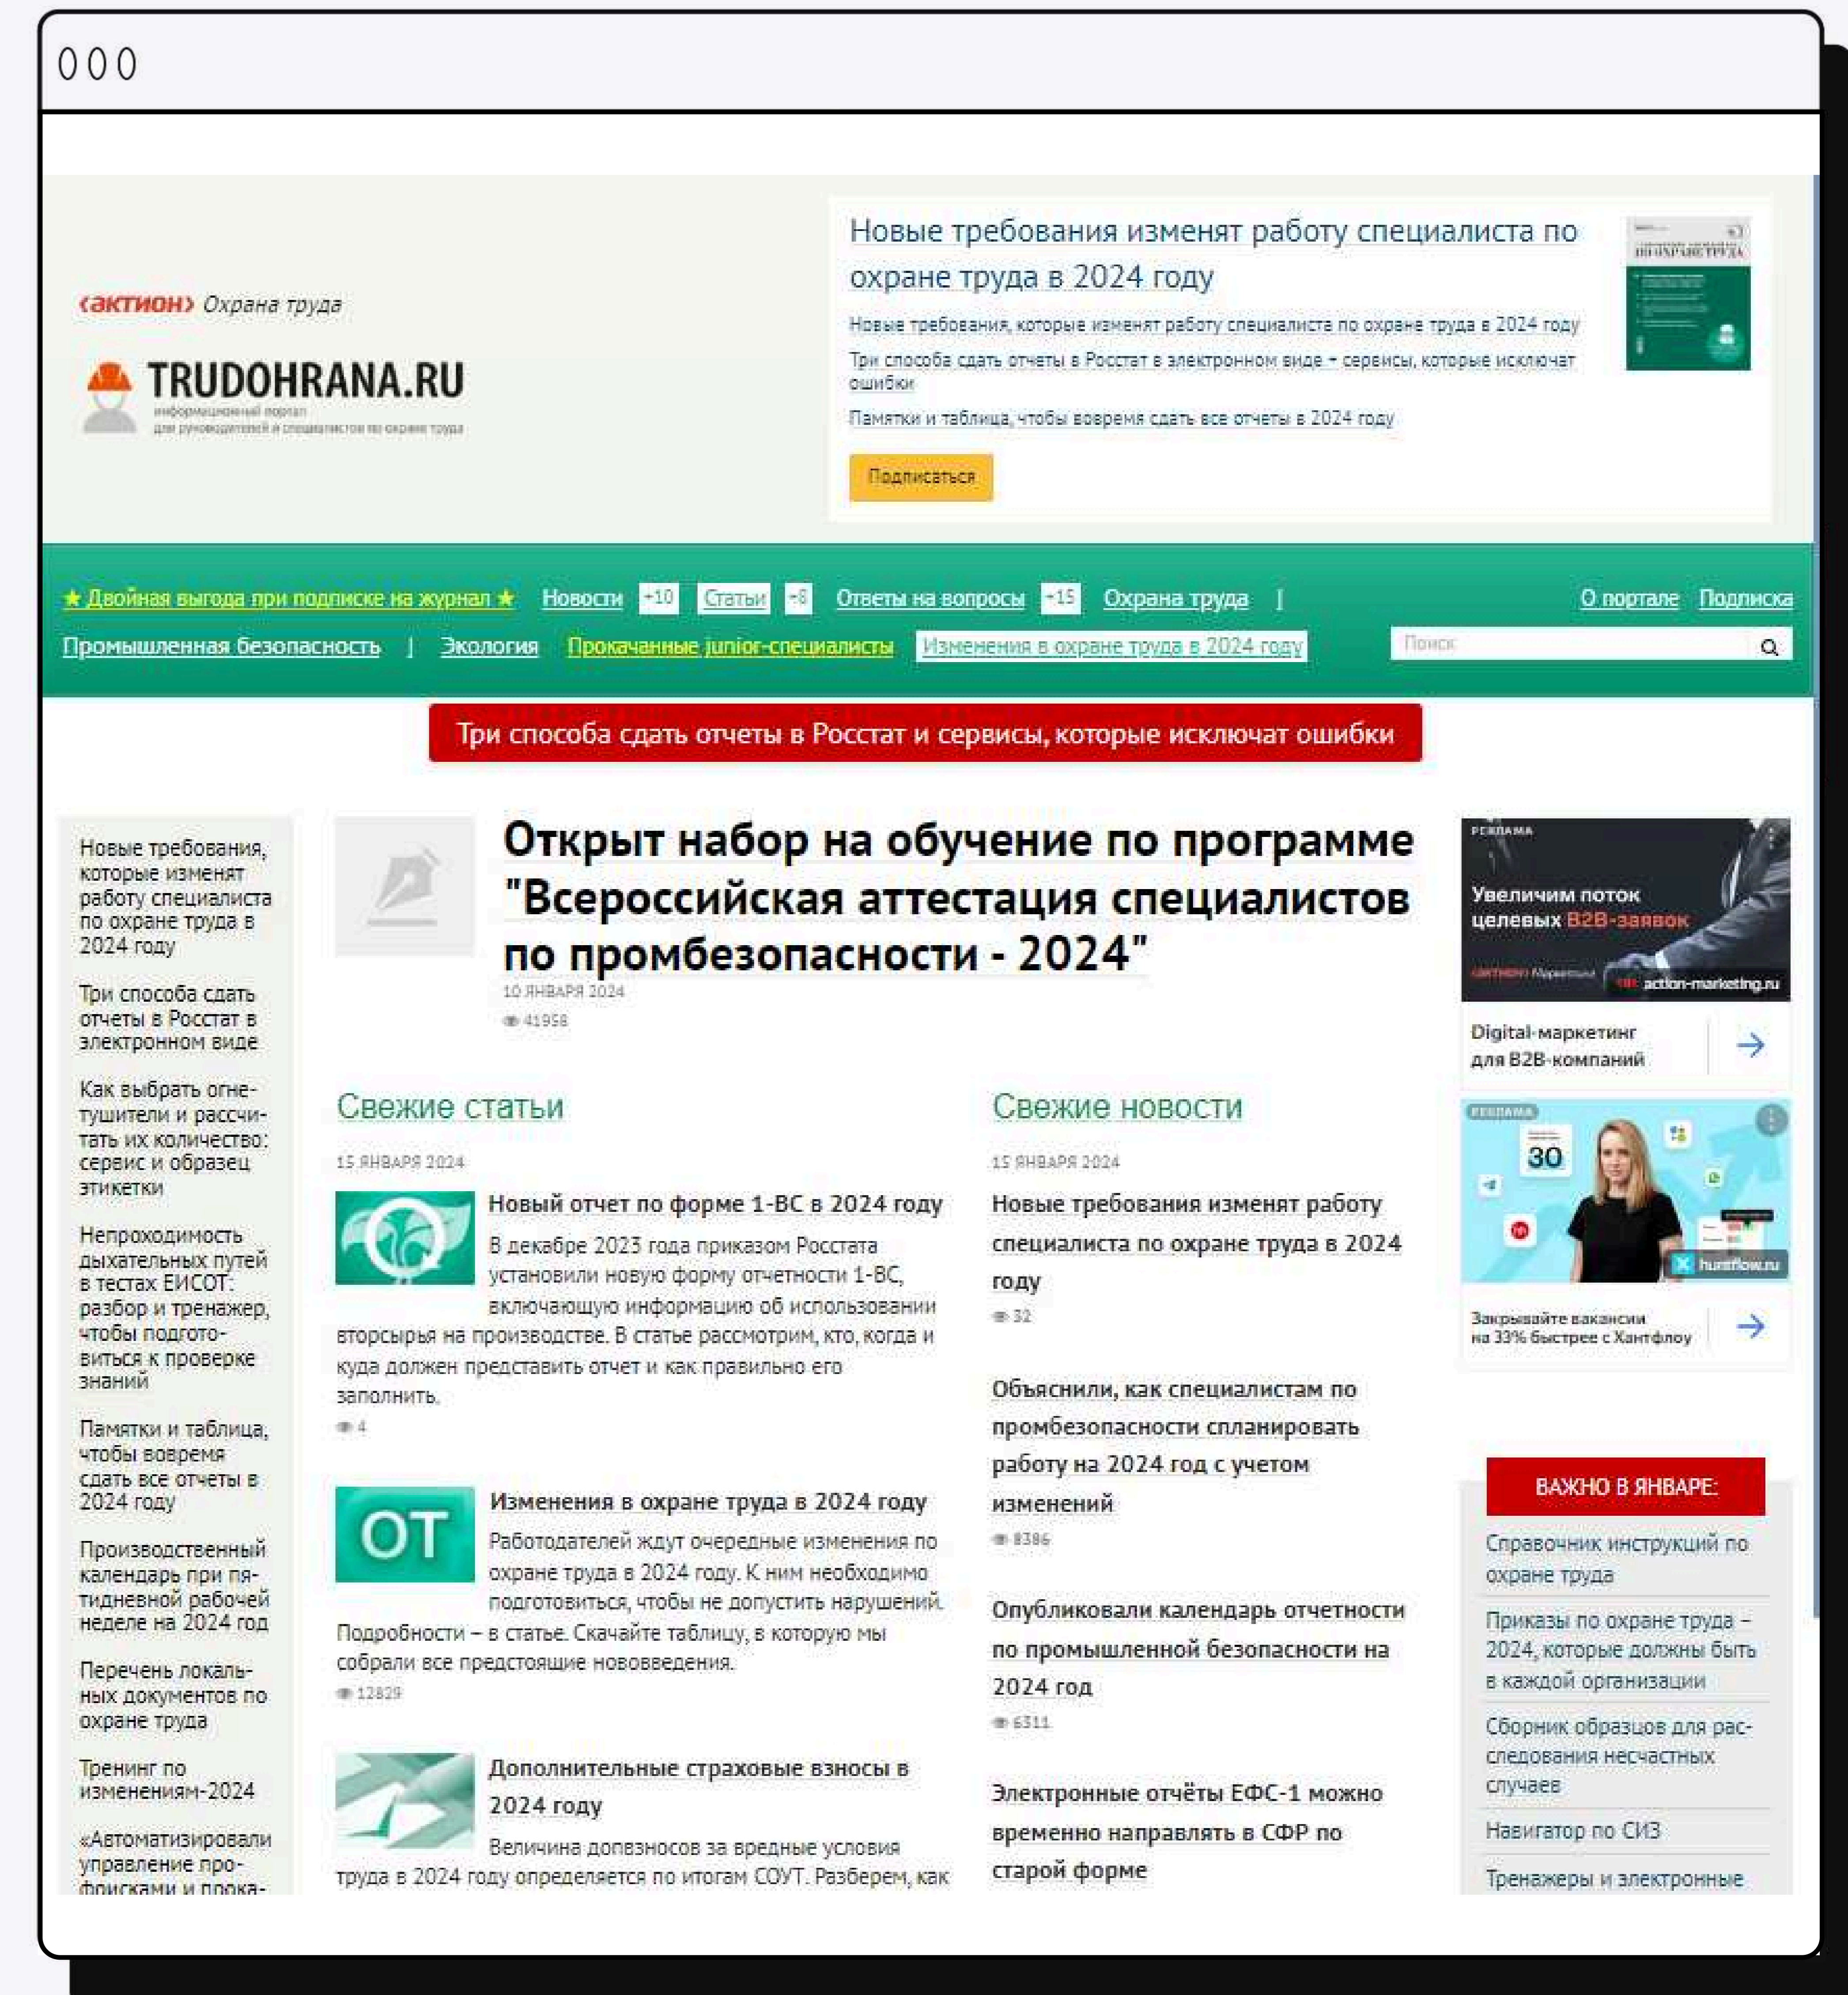 ‹актион› Охрана труда
TRUDOHRANA.RU
информационный портал
для руководителей и специалистов по охране труда
Новые требования изменят работу специалиста по
охране труда в 2024 году
Новые требования, которые изменят работу специалиста по охране труда в 2024 году
Три способа сдать отчеты в Росстат в электронном виде + сервисы, которые исключат
ошибки
Памятки и таблица, чтобы вовремя сдать все отчеты в 2024 году
Подписаться
ПО ОХРАНЕ ТРУДА
★ Двойная выгода при подписке на журнал ★ Новости +10 Статьи +8 Ответы на вопросы +15 Охрана труда |
О портале Подписка
Промышленная безопасность | Экология Прокачанные junior-специалисты Изменения в охране труда в 2024 году
Поиск
Три способа сдать отчеты в Росстат и сервисы, которые исключат ошибки
Новые требования,
которые изменят
работу специалиста
по охране труда в
2024 году
Три способа сдать
отчеты в Росстат в
электронном виде
Как выбрать огне-
тушители и рассчи-
тать их количество:
сервис и образец
этикетки
Непроходимость
дыхательных путей
в тестах ЕИСОТ:
разбор и тренажер,
чтобы подгото-
виться к проверке
знаний
Памятки и таблица,
чтобы вовремя
сдать все отчеты в
2024 году
Производственный
календарь при пя-
тидневной рабочей
неделе на 2024 год
Перечень локаль-
ных документов по
охране труда
Тренинг по
изменениям-2024
«Автоматизировали
управление про-
фрисками и прока-
Открыт набор на обучение по программе
"Всероссийская аттестация специалистов
по промбезопасности - 2024"
10 ЯНВАРЯ 2024
41958
Свежие статьи
15 ЯНВАРЯ 2024
Новый отчет по форме 1-ВС в 2024 году
В декабре 2023 года приказом Росстата
установили новую форму отчетности 1-ВС,
включающую информацию об использовании
вторсырья на производстве. В статье рассмотрим, кто, когда и
куда должен представить отчет и как правильно его
заполнить.
4
ОТ
Изменения в охране труда в 2024 году
Работодателей ждут очередные изменения по
охране труда в 2024 году. К ним необходимо
подготовиться, чтобы не допустить нарушений.
Подробности – в статье. Скачайте таблицу, в которую мы
собрали все предстоящие нововведения.
12829
Дополнительные страховые взносы в
2024 году
Величина допвзносов за вредные условия
труда в 2024 году определяется по итогам СОУТ. Разберем, как
Свежие новости
15 ЯНВАРЯ 2024
Новые требования изменят работу
специалиста по охране труда в 2024
году
32
Объяснили, как специалистам по
промбезопасности спланировать
работу на 2024 год с учетом
изменений
8386
Опубликовали календарь отчетности
по промышленной безопасности на
2024 год
6311
Электронные отчёты ЕФС-1 можно
временно направлять в СФР по
старой форме
РЕКЛАМА
Увеличим поток
целевых B2B-заявок
‹актион› Маркетинг
action-marketing.ru
Digital-маркетинг
для B2B-компаний
РЕКЛАМА
30
hh
huntflow.ru
Закрывайте вакансии
на 33% быстрее с Хантфлоу
ВАЖНО В ЯНВАРЕ:
Справочник инструкций по
охране труда
Приказы по охране труда –
2024, которые должны быть
в каждой организации
Сборник образцов для рас-
следования несчастных
случаев
Навигатор по СИЗ
Тренажеры и электронные